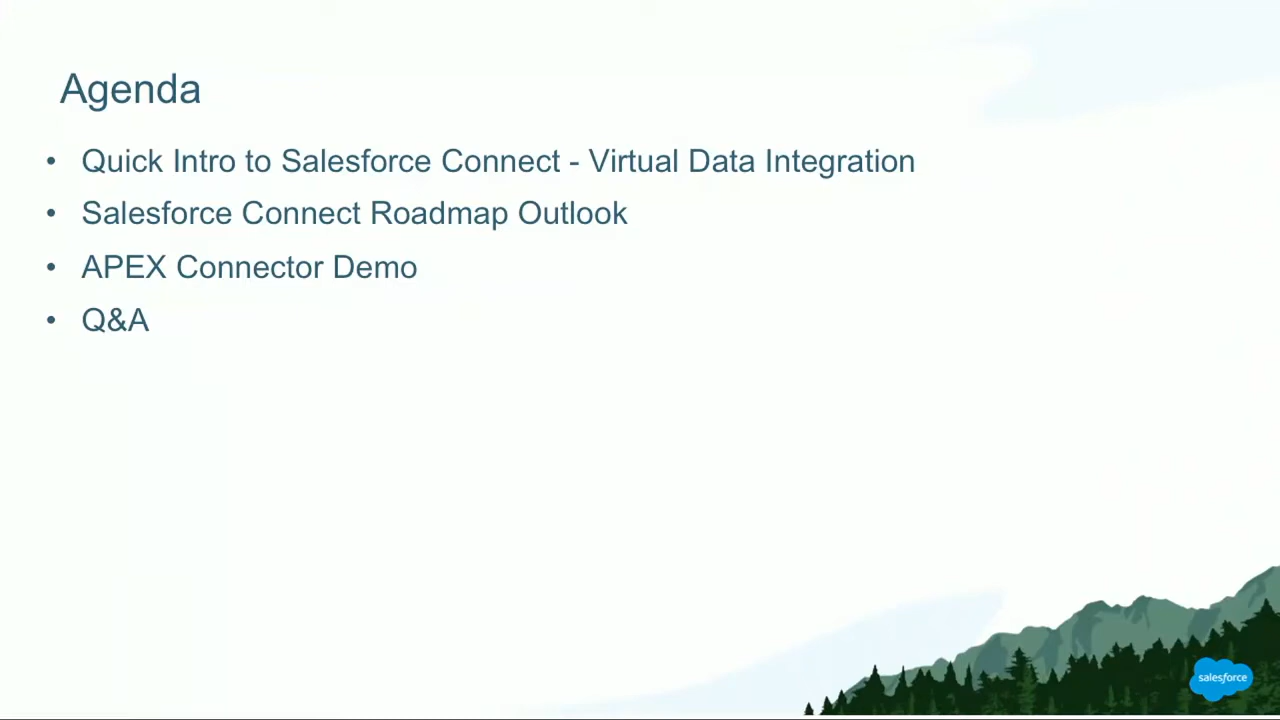 Agenda
• Quick Intro to Salesforce Connect - Virtual Data Integration
• Salesforce Connect Roadmap Outlook
• APEX Connector Demo
• Q&A
salesforce